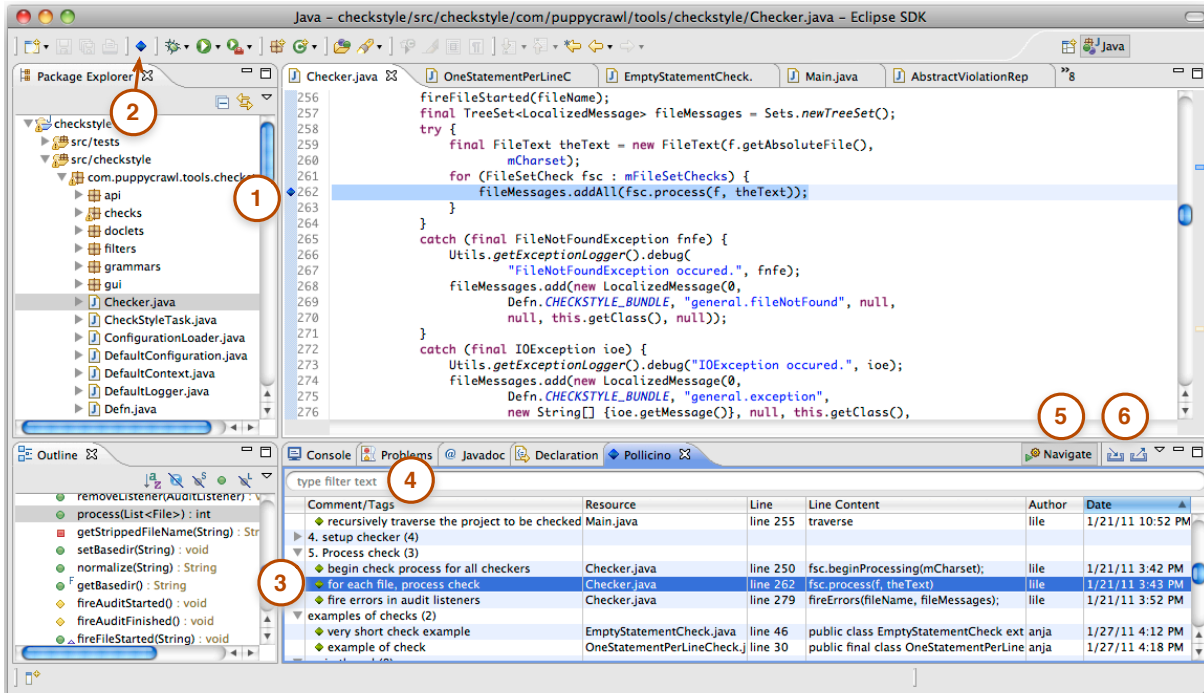 Java – checkstyle/src/checkstyle/com/puppycrawl/tools/checkstyle/Checker.java – Eclipse SDK
Java
Package Explorer
2
checkstyle
src/tests
src/checkstyle
com.puppycrawl.tools.checkst
api
checks
doclets
filters
grammars
gui
Checker.java
CheckStyleTask.java
ConfigurationLoader.java
DefaultConfiguration.java
DefaultContext.java
DefaultLogger.java
Defn.java
1
Checker.java
OneStatementPerLineC
EmptyStatementCheck.
Main.java
AbstractViolationRep
»8
256 fireFileStarted(fileName);
257 final TreeSet<LocalizedMessage> fileMessages = Sets.newTreeSet();
258 try {
259 final FileText theText = new FileText(f.getAbsoluteFile(),
260 mCharset);
261 for (FileSetCheck fsc : mFileSetChecks) {
262 fileMessages.addAll(fsc.process(f, theText));
263 }
264 }
265 catch (final FileNotFoundException fnfe) {
266 Utils.getExceptionLogger().debug(
267 "FileNotFoundException occured.", fnfe);
268 fileMessages.add(new LocalizedMessage(0,
269 Defn.CHECKSTYLE_BUNDLE, "general.fileNotFound", null,
270 null, this.getClass(), null));
271 }
272 catch (final IOException ioe) {
273 Utils.getExceptionLogger().debug("IOException occured.", ioe);
274 fileMessages.add(new LocalizedMessage(0,
275 Defn.CHECKSTYLE_BUNDLE, "general.exception",
276 new String[] {ioe.getMessage()}, null, this.getClass(),
5
6
Outline
removeListener(AuditListener) : v
process(List<File>) : int
getStrippedFileName(String) : Str
setBasedir(String) : void
normalize(String) : String
getBasedir() : String
fireAuditStarted() : void
fireAuditFinished() : void
fireFileStarted(String) : void
Console
Problems
@ Javadoc
Declaration
Pollicino
Navigate
4
type filter text
3
Comment/Tags Resource Line Line Content Author Date
recursively traverse the project to be checked Main.java line 255 traverse lile 1/21/11 10:52 PM
4. setup checker (4)
5. Process check (3)
begin check process for all checkers Checker.java line 250 fsc.beginProcessing(mCharset); lile 1/21/11 3:42 PM
for each file, process check Checker.java line 262 fsc.process(f, theText) lile 1/21/11 3:43 PM
fire errors in audit listeners Checker.java line 279 fireErrors(fileName, fileMessages); lile 1/21/11 3:52 PM
examples of checks (2)
very short check example EmptyStatementCheck.java line 46 public class EmptyStatementCheck ext anja 1/27/11 4:12 PM
example of check OneStatementPerLineCheck.j line 30 public final class OneStatementPerLine anja 1/27/11 4:18 PM